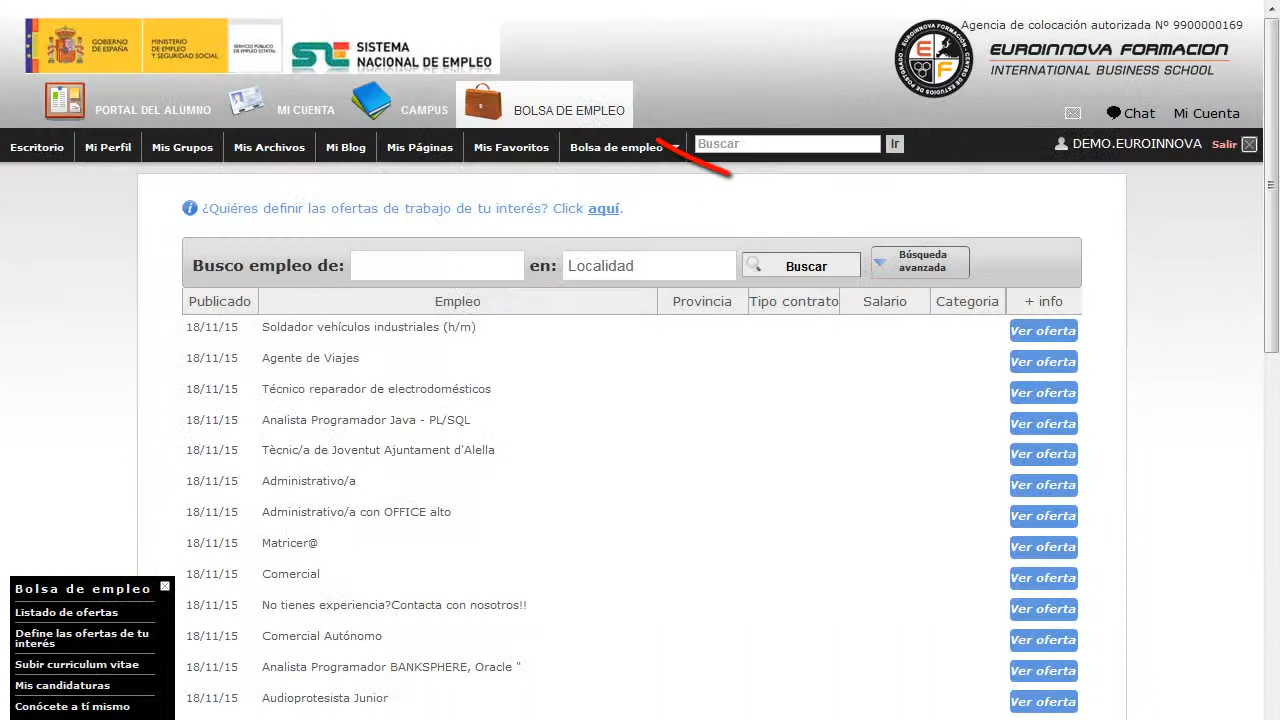 Agencia de colocación autorizada Nº 9900000169
GOBIERNO DE ESPAÑA
MINISTERIO DE EMPLEO Y SEGURIDAD SOCIAL
SERVICIO PÚBLICO DE EMPLEO ESTATAL
SISTEMA NACIONAL DE EMPLEO
EUROINNOVA FORMACION
INTERNATIONAL BUSINESS SCHOOL
EUROINNOVA FORMACIÓN
E F
PORTAL DEL ALUMNO MI CUENTA CAMPUS BOLSA DE EMPLEO
Chat Mi Cuenta
Escritorio Mi Perfil Mis Grupos Mis Archivos Mi Blog Mis Páginas Mis Favoritos Bolsa de empleo Buscar Ir DEMO.EUROINNOVA Salir
¿Quiéres definir las ofertas de trabajo de tu interés? Click aquí.
Busco empleo de: en: Localidad Buscar Búsqueda avanzada
Publicado Empleo Provincia Tipo contrato Salario Categoria + info
18/11/15 Soldador vehículos industriales (h/m) Ver oferta
18/11/15 Agente de Viajes Ver oferta
18/11/15 Técnico reparador de electrodomésticos Ver oferta
18/11/15 Analista Programador Java - PL/SQL Ver oferta
18/11/15 Tècnic/a de Joventut Ajuntament d'Alella Ver oferta
18/11/15 Administrativo/a Ver oferta
18/11/15 Administrativo/a con OFFICE alto Ver oferta
18/11/15 Matricer@ Ver oferta
18/11/15 Comercial Ver oferta
18/11/15 No tienes experiencia?Contacta con nosotros!! Ver oferta
18/11/15 Comercial Autónomo Ver oferta
18/11/15 Analista Programador BANKSPHERE, Oracle " Ver oferta
18/11/15 Audioprotesista Junior Ver oferta
Bolsa de empleo
Listado de ofertas
Define las ofertas de tu
interés
Subir curriculum vitae
Mis candidaturas
Conócete a tí mismo